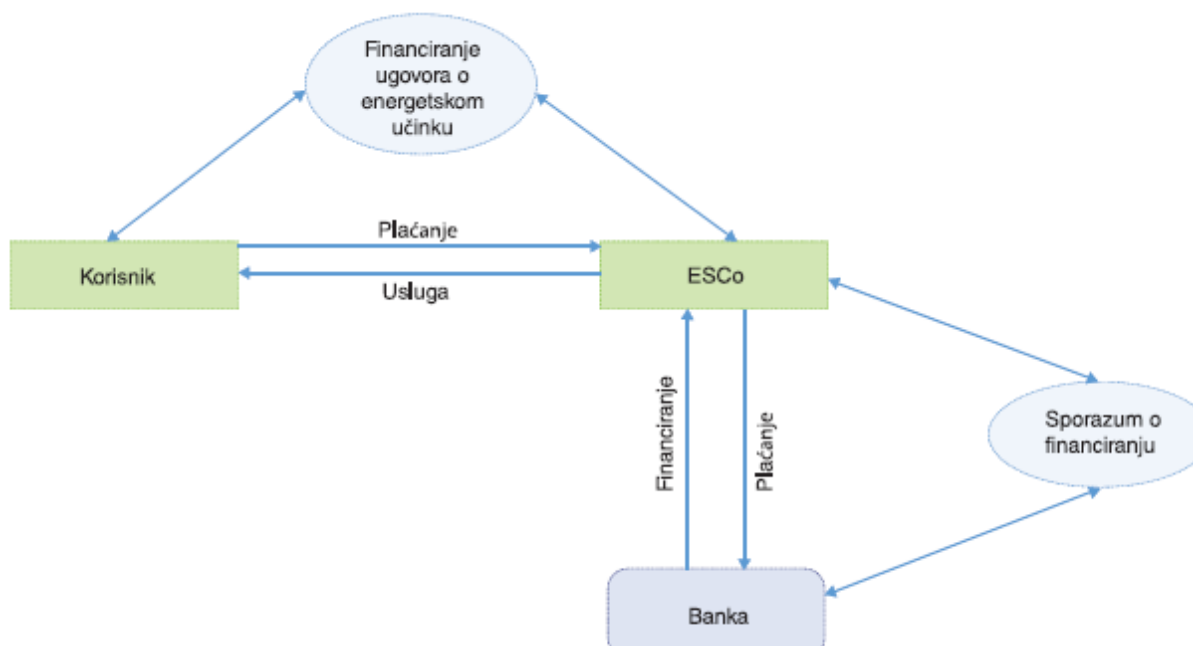 Financiranje
ugovora o
energetskom
učinku
Plaćanje
Korisnik
ESCo
Usluga
Financiranje
Plaćanje
Sporazum o
financiranju
Banka